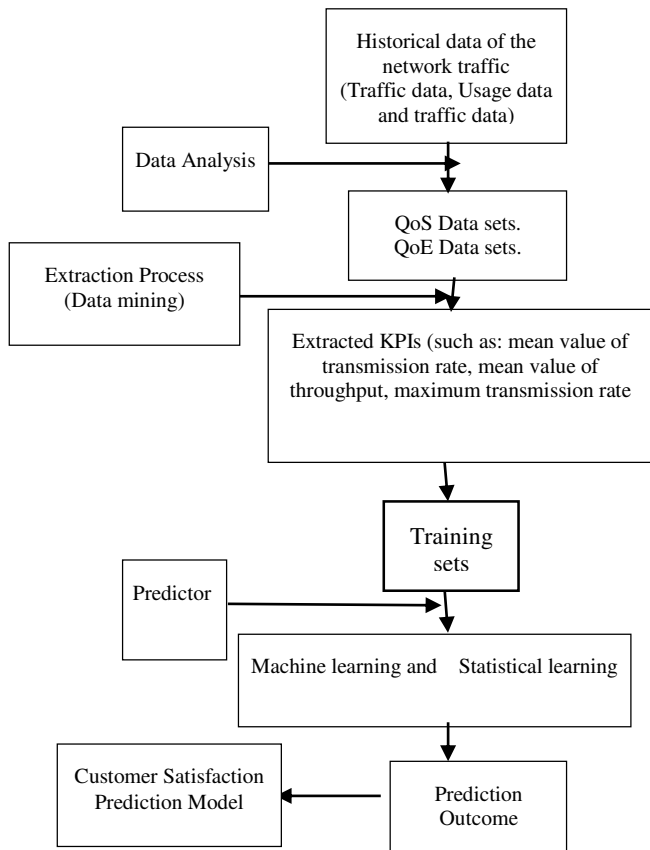 Historical data of the
network traffic
(Traffic data, Usage data
and traffic data)
Data Analysis
QoS Data sets.
QoE Data sets.
Extraction Process
(Data mining)
Extracted KPIs (such as: mean value of
transmission rate, mean value of
throughput, maximum transmission rate
Training
sets
Predictor
Machine learning and Statistical learning
Customer Satisfaction
Prediction Model
Prediction
Outcome